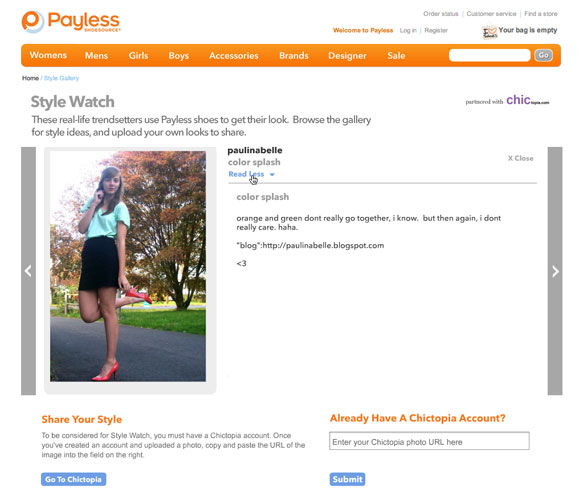 Payless
SHOESOURCE
Order status | Customer service | Find a store
Welcome to Payless Log in | Register
Your bag is empty
Womens Mens Girls Boys Accessories Brands Designer Sale
Go
Home / Style Gallery
Style Watch
partnered with chictopia.com
These real-life trendsetters use Payless shoes to get their look. Browse the gallery
for style ideas, and upload your own looks to share.
paulinabelle
color splash
Read Less
X Close
color splash
orange and green dont really go together, i know. but then again, i dont
really care. haha.
"blog":http://paulinabelle.blogspot.com
<3
Share Your Style
To be considered for Style Watch, you must have a Chictopia account. Once
you've created an account and uploaded a photo, copy and paste the URL of the
image into the field on the right.
Go To Chictopia
Already Have A Chictopia Account?
Enter your Chictopia photo URL here
Submit